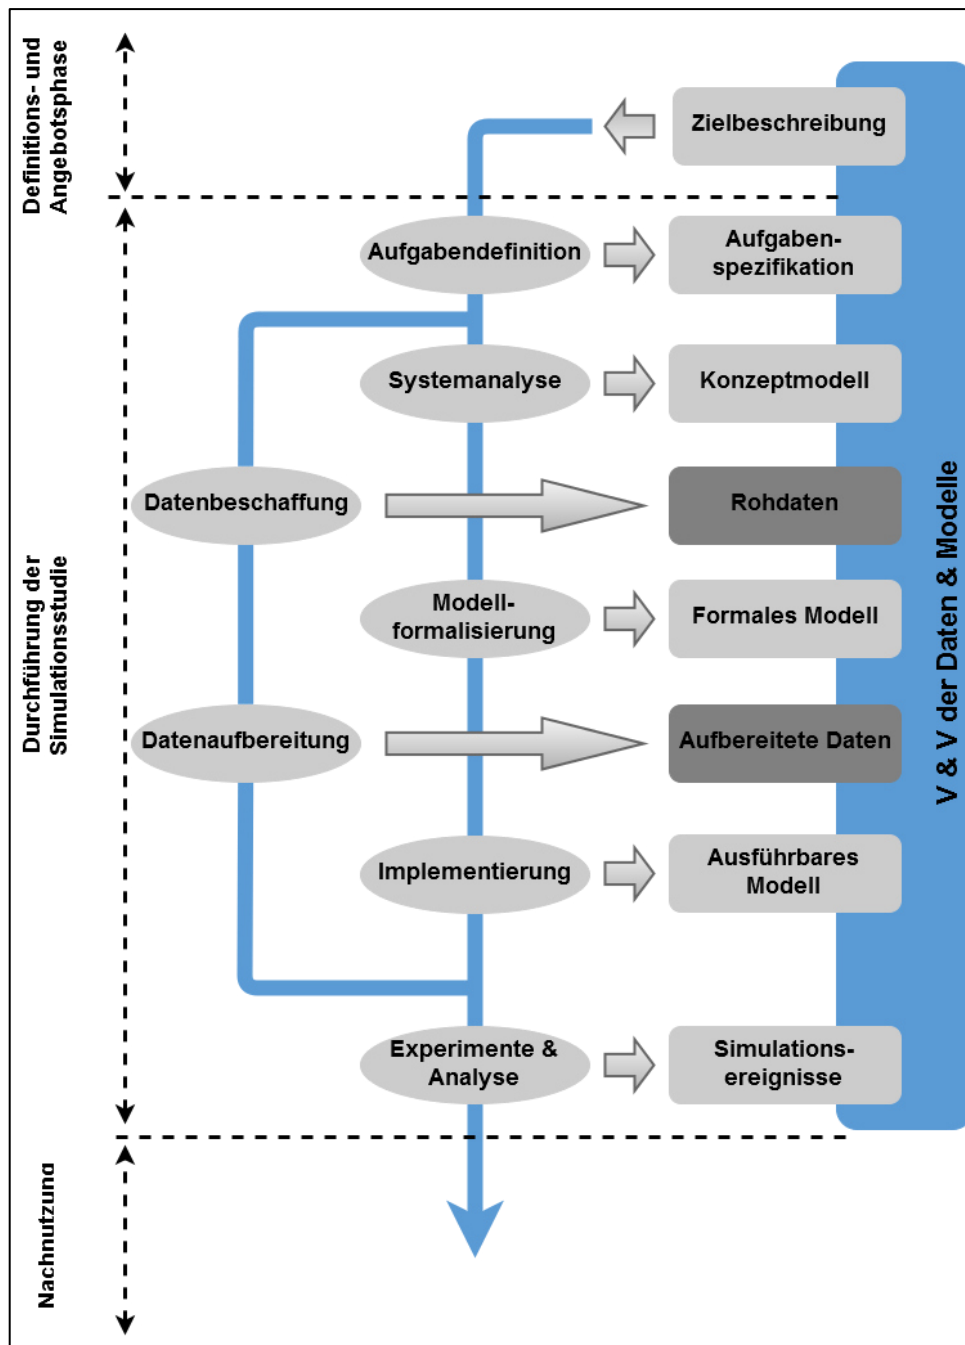 Definitions- und
Angebotsphase
Zielbeschreibung
Aufgabendefinition
Aufgaben-
spezifikation
Systemanalyse
Konzeptmodell
Datenbeschaffung
Rohdaten
Durchführung der
Simulationsstudie
Modell-
formalisierung
Formales Modell
Datenaufbereitung
Aufbereitete Daten
V & V der Daten & Modelle
Implementierung
Ausführbares
Modell
Experimente &
Analyse
Simulations-
ereignisse
Nachnutzung